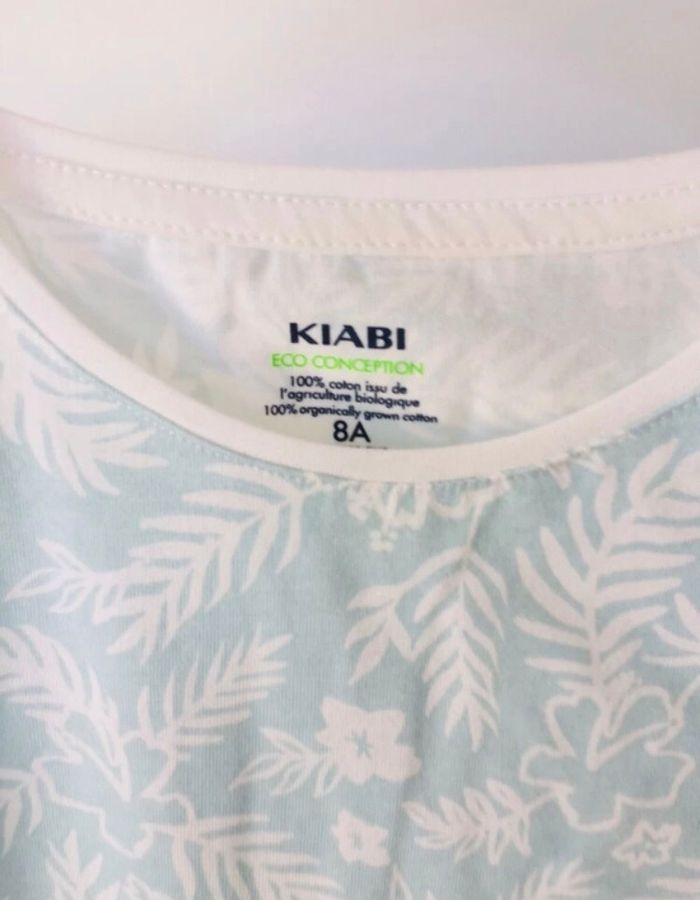 KIABI
ECO CONCEPTION
100% coton issu de
l'agriculture biologique
100% organically grown cotton
8A